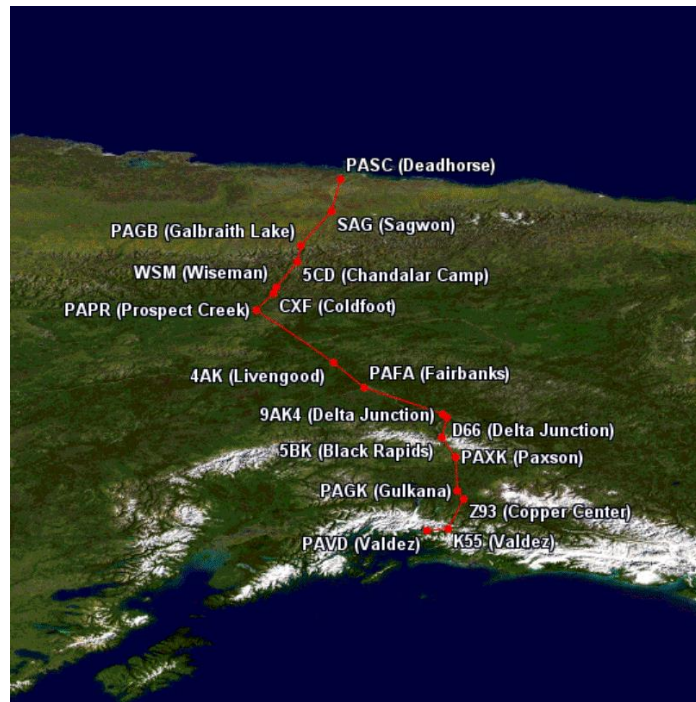 PASC (Deadhorse)
SAG (Sagwon)
PAGB (Galbraith Lake)
5CD (Chandalar Camp)
WSM (Wiseman)
CXF (Coldfoot)
PAPR (Prospect Creek)
4AK (Livengood)
PAFA (Fairbanks)
9AK4 (Delta Junction)
D66 (Delta Junction)
5BK (Black Rapids)
PAXK (Paxson)
PAGK (Gulkana)
Z93 (Copper Center)
PAVD (Valdez)
K55 (Valdez)